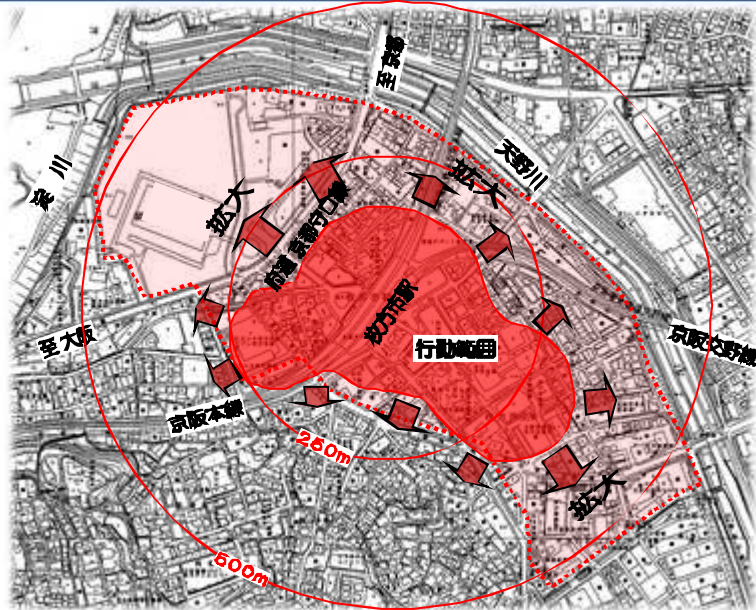 至 京都
淀 川
天野川
拡大
拡大
府道 京都守口線
枚方市駅
行動範囲
至 大阪
京阪交野線
京阪本線
250m
拡大
500m